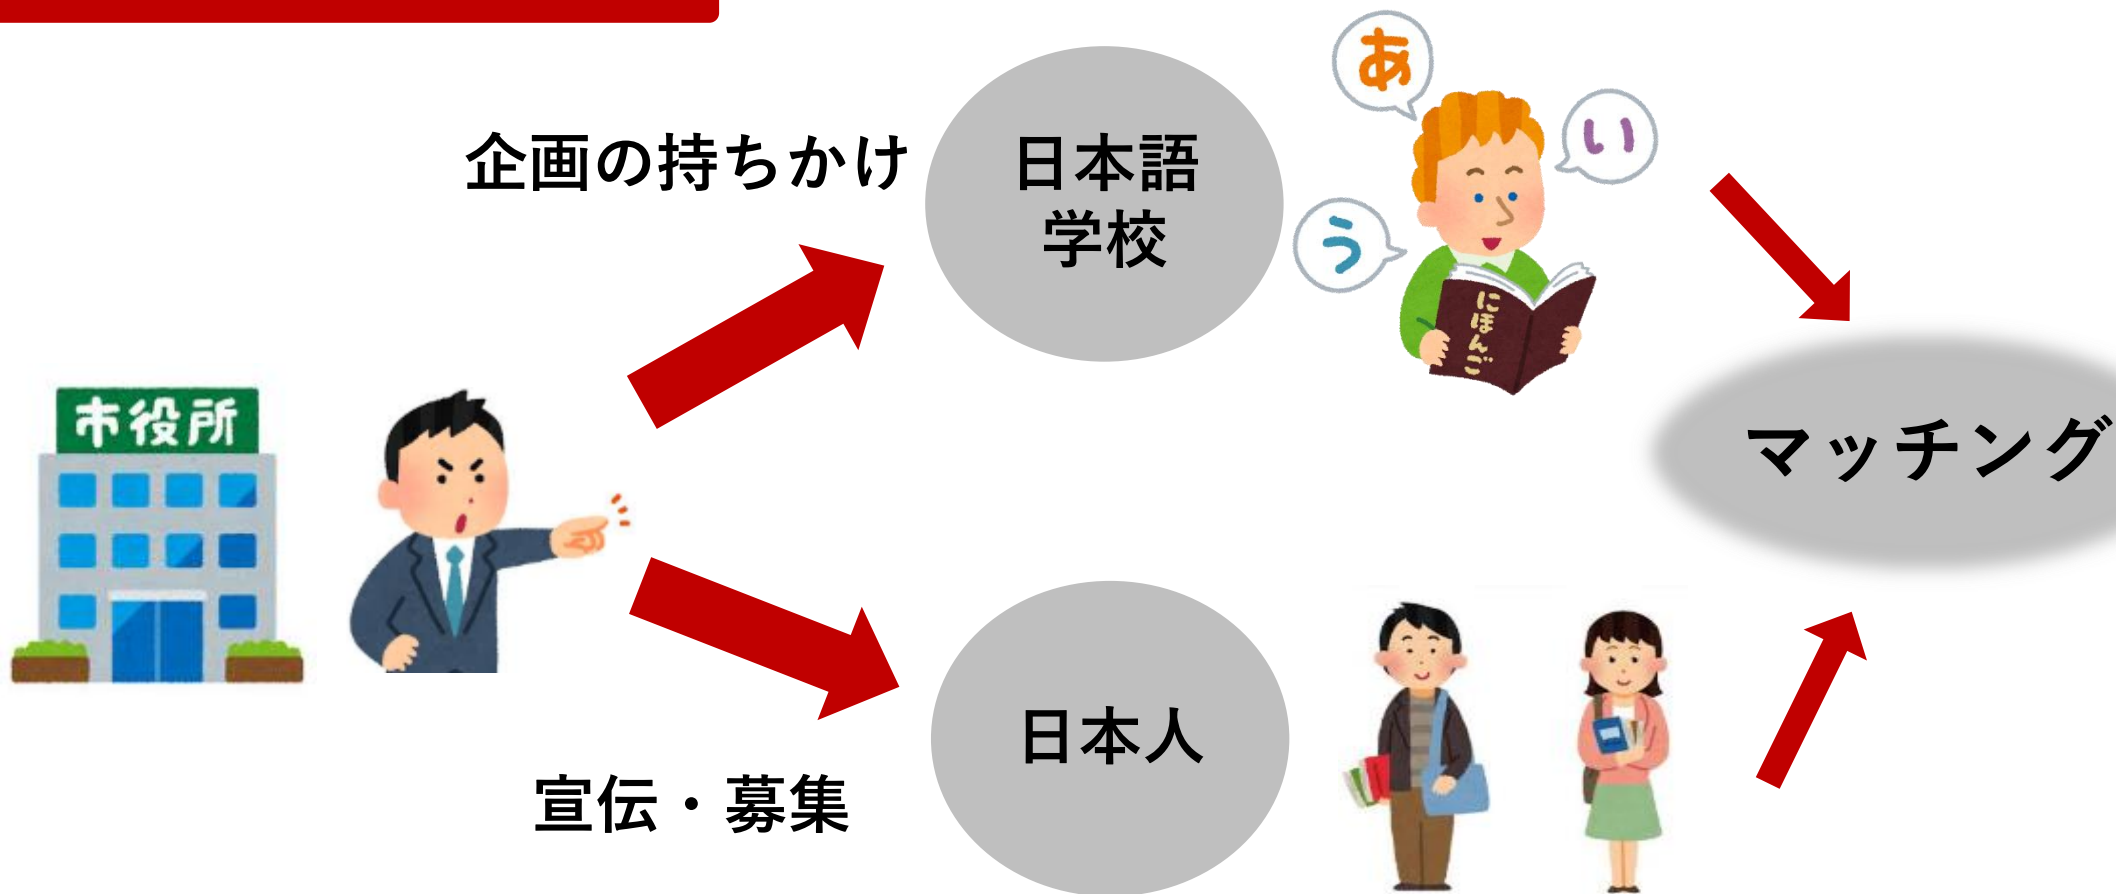 企画の持ちかけ
日本語
学校
あ
い
う
にほんご
市役所
マッチング
日本人
宣伝・募集